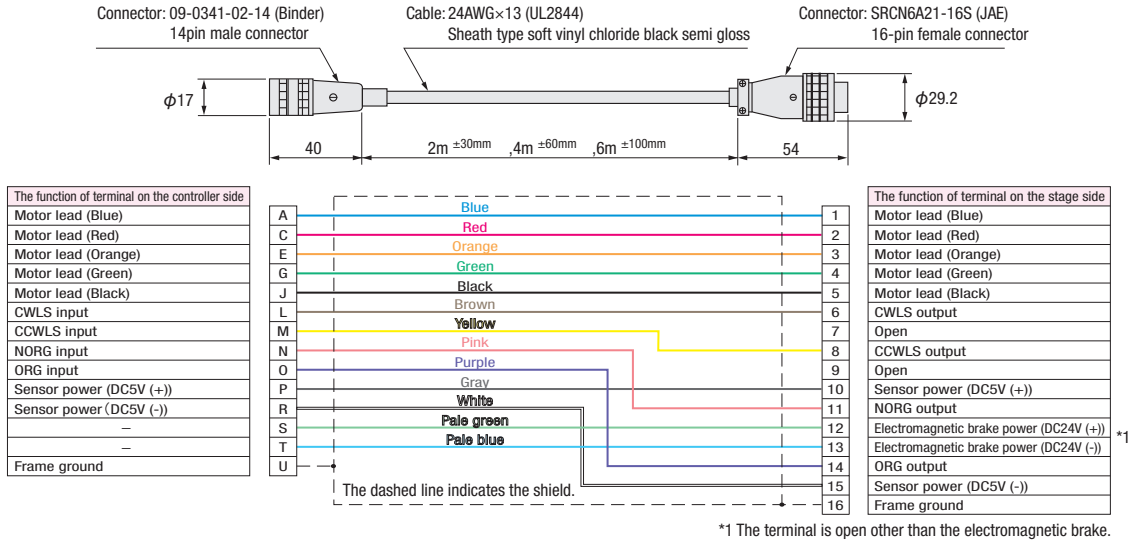 Connector: 09-0341-02-14 (Binder)
14pin male connector
Cable: 24AWG×13 (UL2844)
Sheath type soft vinyl chloride black semi gloss
Connector: SRCN6A21-16S (JAE)
16-pin female connector
φ17
φ29.2
40
2m ±30mm ,4m ±60mm ,6m ±100mm
54
The function of terminal on the controller side
Motor lead (Blue)
Motor lead (Red)
Motor lead (Orange)
Motor lead (Green)
Motor lead (Black)
CWLS input
CCWLS input
NORG input
ORG input
Sensor power (DC5V (+))
Sensor power (DC5V (-))
–
–
Frame ground
A
C
E
G
J
L
M
N
O
P
R
S
T
U
Blue
Red
Orange
Green
Black
Brown
Yellow
Pink
Purple
Gray
White
Pale green
Pale blue
The dashed line indicates the shield.
1
2
3
4
5
6
7
8
9
10
11
12
13
14
15
16
The function of terminal on the stage side
Motor lead (Blue)
Motor lead (Red)
Motor lead (Orange)
Motor lead (Green)
Motor lead (Black)
CWLS output
Open
CCWLS output
Open
Sensor power (DC5V (+))
NORG output
Electromagnetic brake power (DC24V (+))
Electromagnetic brake power (DC24V (-))
*1
ORG output
Sensor power (DC5V (-))
Frame ground
*1 The terminal is open other than the electromagnetic brake.